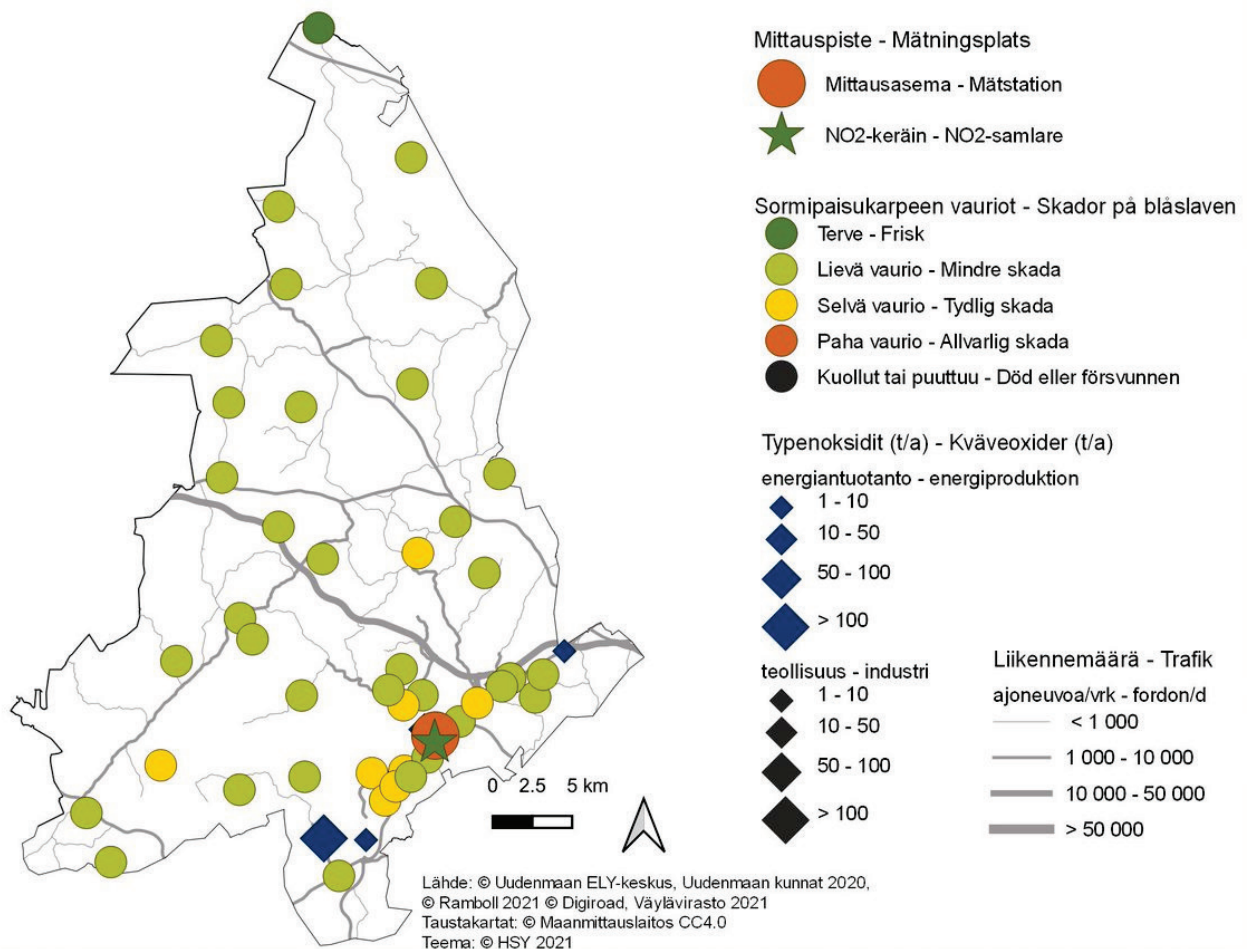 Mittauspiste - Mätningsplats
Mittausasema - Mätstation
NO2-keräin - NO2-samlare
Sormipaisukarpeen vauriot - Skador på blåslaven
Terve - Frisk
Lievä vaurio - Mindre skada
Selvä vaurio - Tydlig skada
Paha vaurio - Allvarlig skada
Kuollut tai puuttuu - Död eller försvunnen
Typenoksidit (t/a) - Kväveoxider (t/a)
energiantuotanto - energiproduktion
1 - 10
10 - 50
50 - 100
> 100
teollisuus - industri
1 - 10
10 - 50
50 - 100
> 100
Liikennemäärä - Trafik
ajoneuvoa/vrk - fordon/d
< 1 000
1 000 - 10 000
10 000 - 50 000
> 50 000
0 2.5 5 km
Lähde: © Uudenmaan ELY-keskus, Uudenmaan kunnat 2020,
© Ramboll 2021 © Digiroad, Väylävirasto 2021
Taustakartat: © Maanmittauslaitos CC4.0
Teema: © HSY 2021